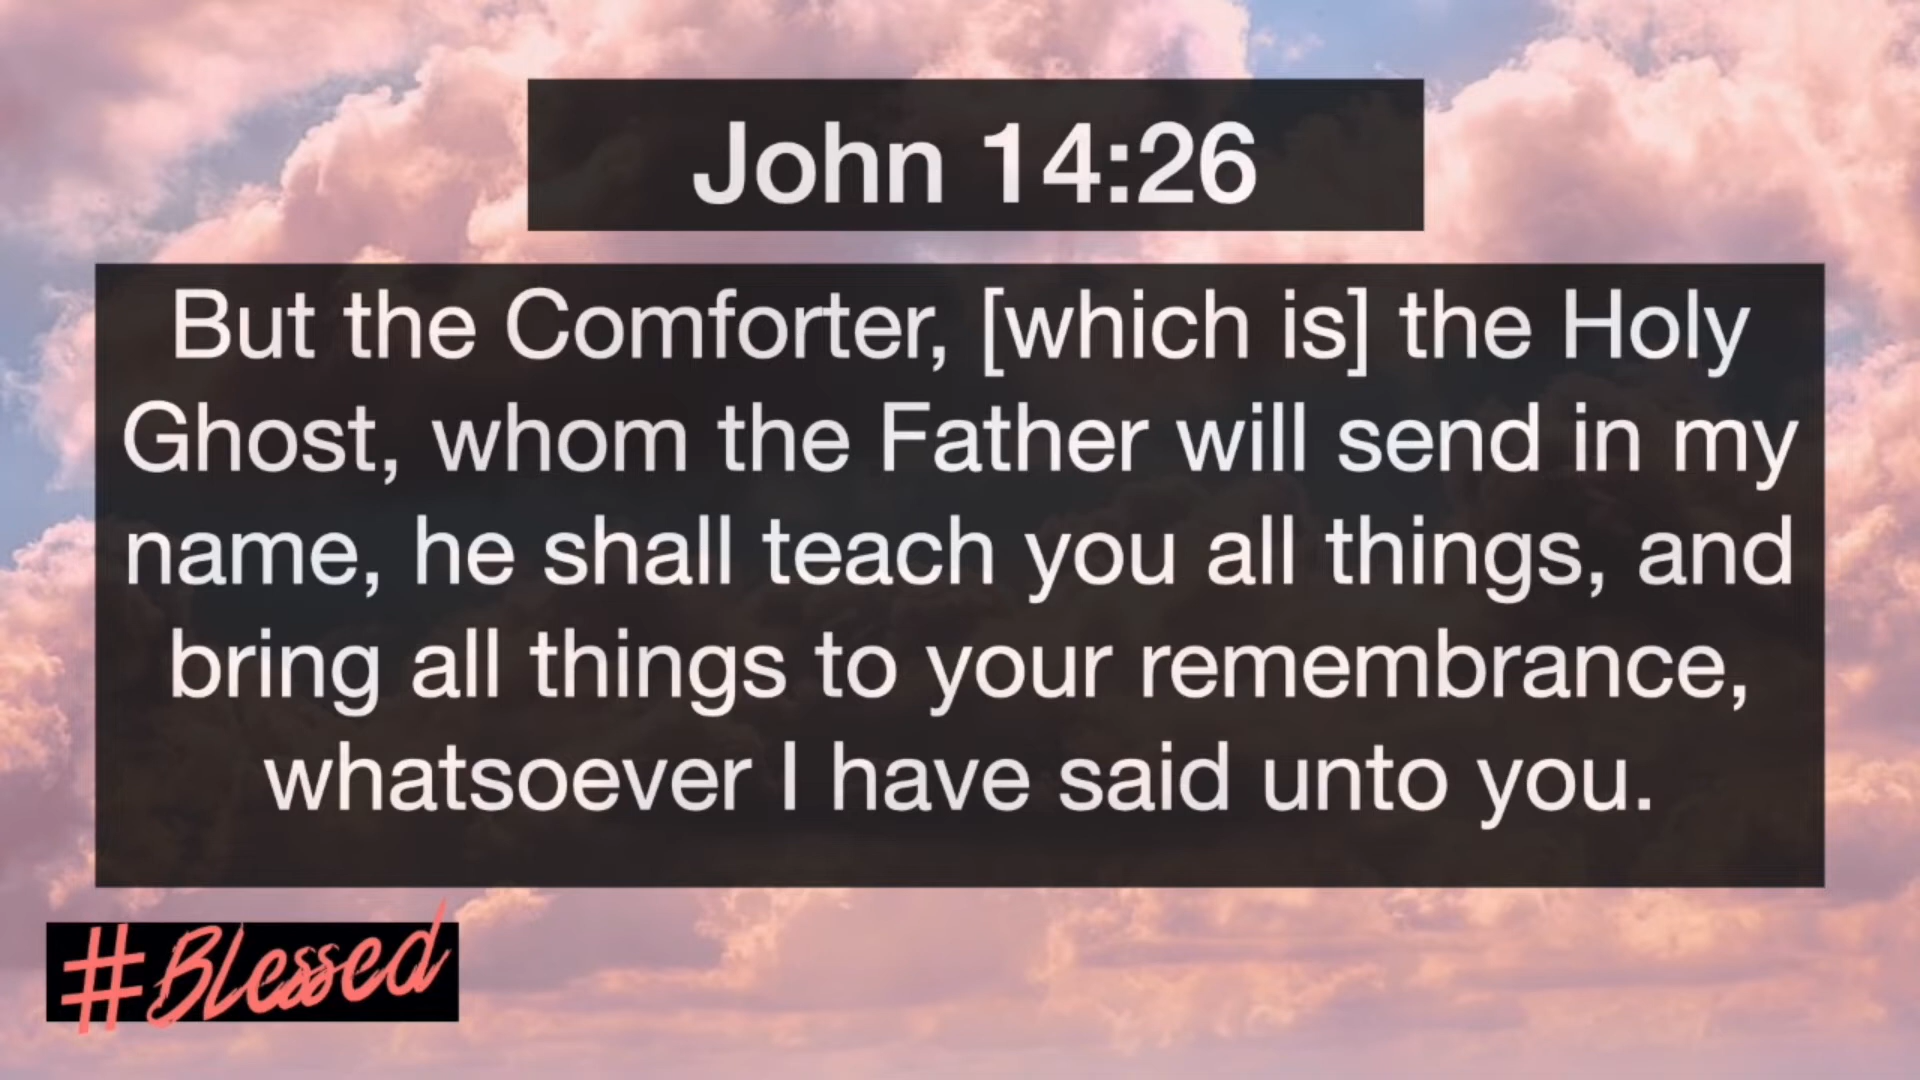 John 14:26
But the Comforter, [which is] the Holy
Ghost, whom the Father will send in my
name, he shall teach you all things, and
bring all things to your remembrance,
whatsoever I have said unto you.
#Blessed